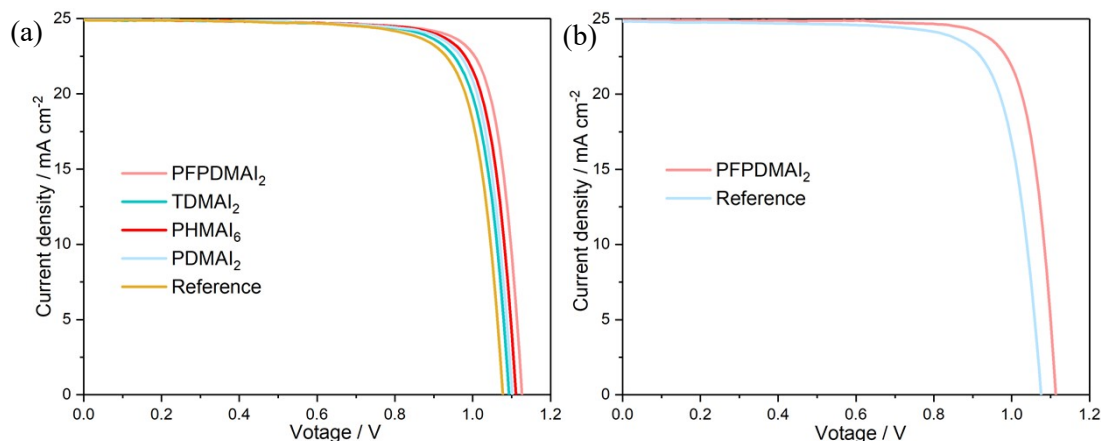 (a)
25
20
15
10
5
0
Current density / mA cm⁻²
PFPDMAI₂
TDMAI₂
PHMAI₆
PDMAI₂
Reference
0.0 0.2 0.4 0.6 0.8 1.0 1.2
Votage / V
(b)
25
20
15
10
5
0
Current density / mA cm⁻²
PFPDMAI₂
Reference
0.0 0.2 0.4 0.6 0.8 1.0 1.2
Votage / V